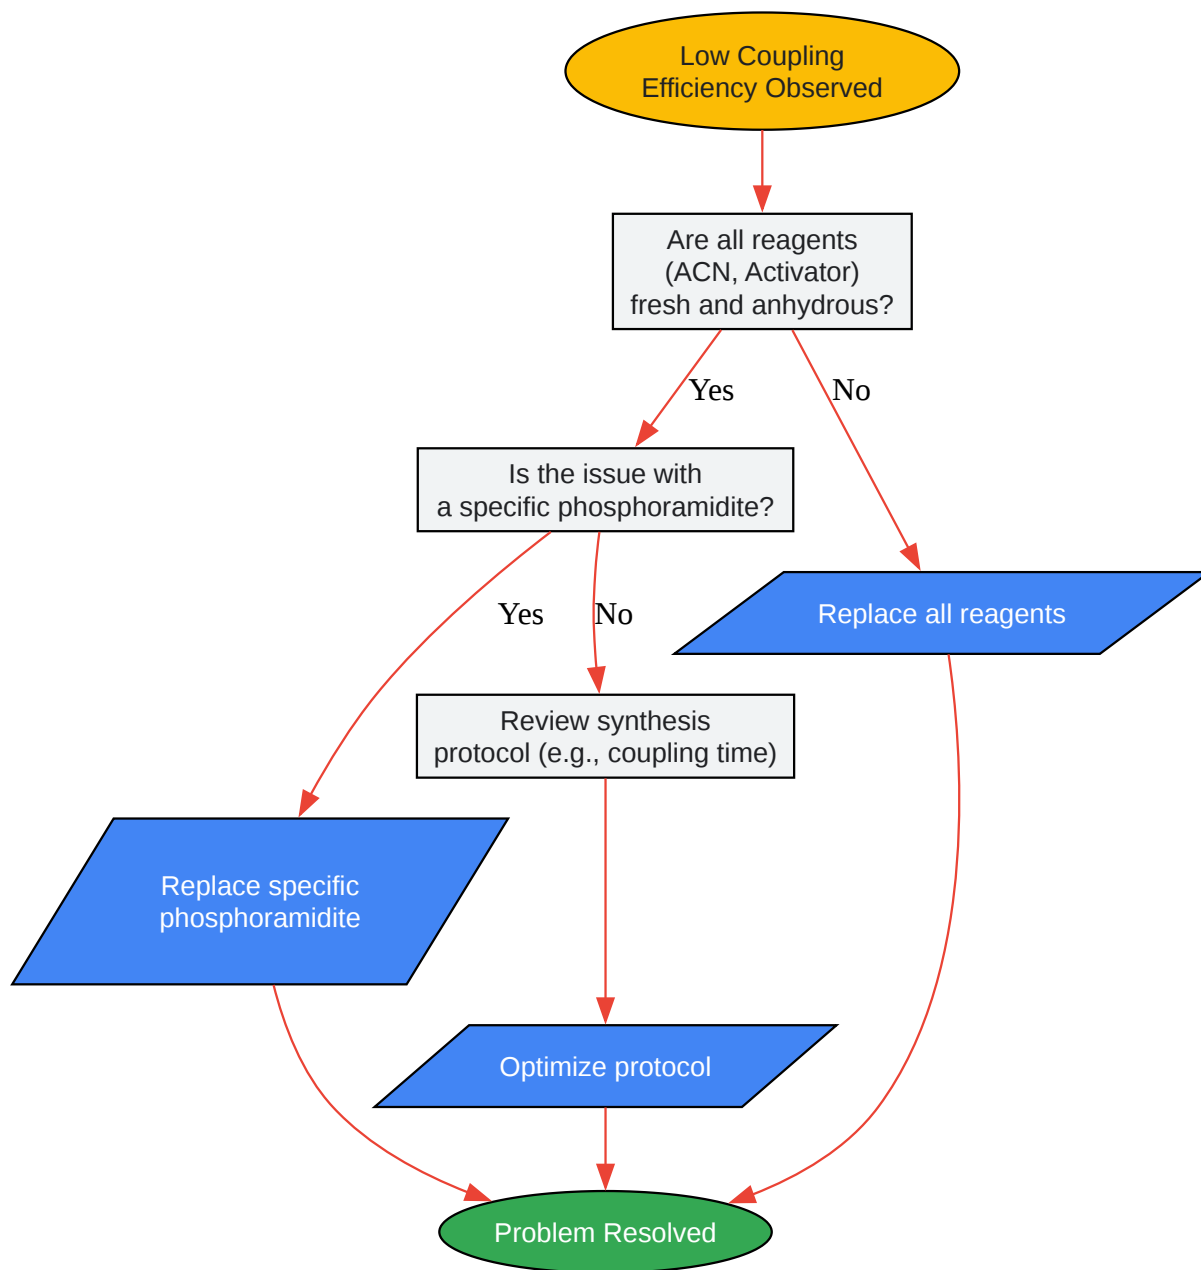 Low Coupling
Efficiency Observed
Are all reagents
(ACN, Activator)
fresh and anhydrous?
Yes
No
Is the issue with
a specific phosphoramidite?
Yes
No
Replace all reagents
Review synthesis
protocol (e.g., coupling time)
Replace specific
phosphoramidite
Optimize protocol
Problem Resolved